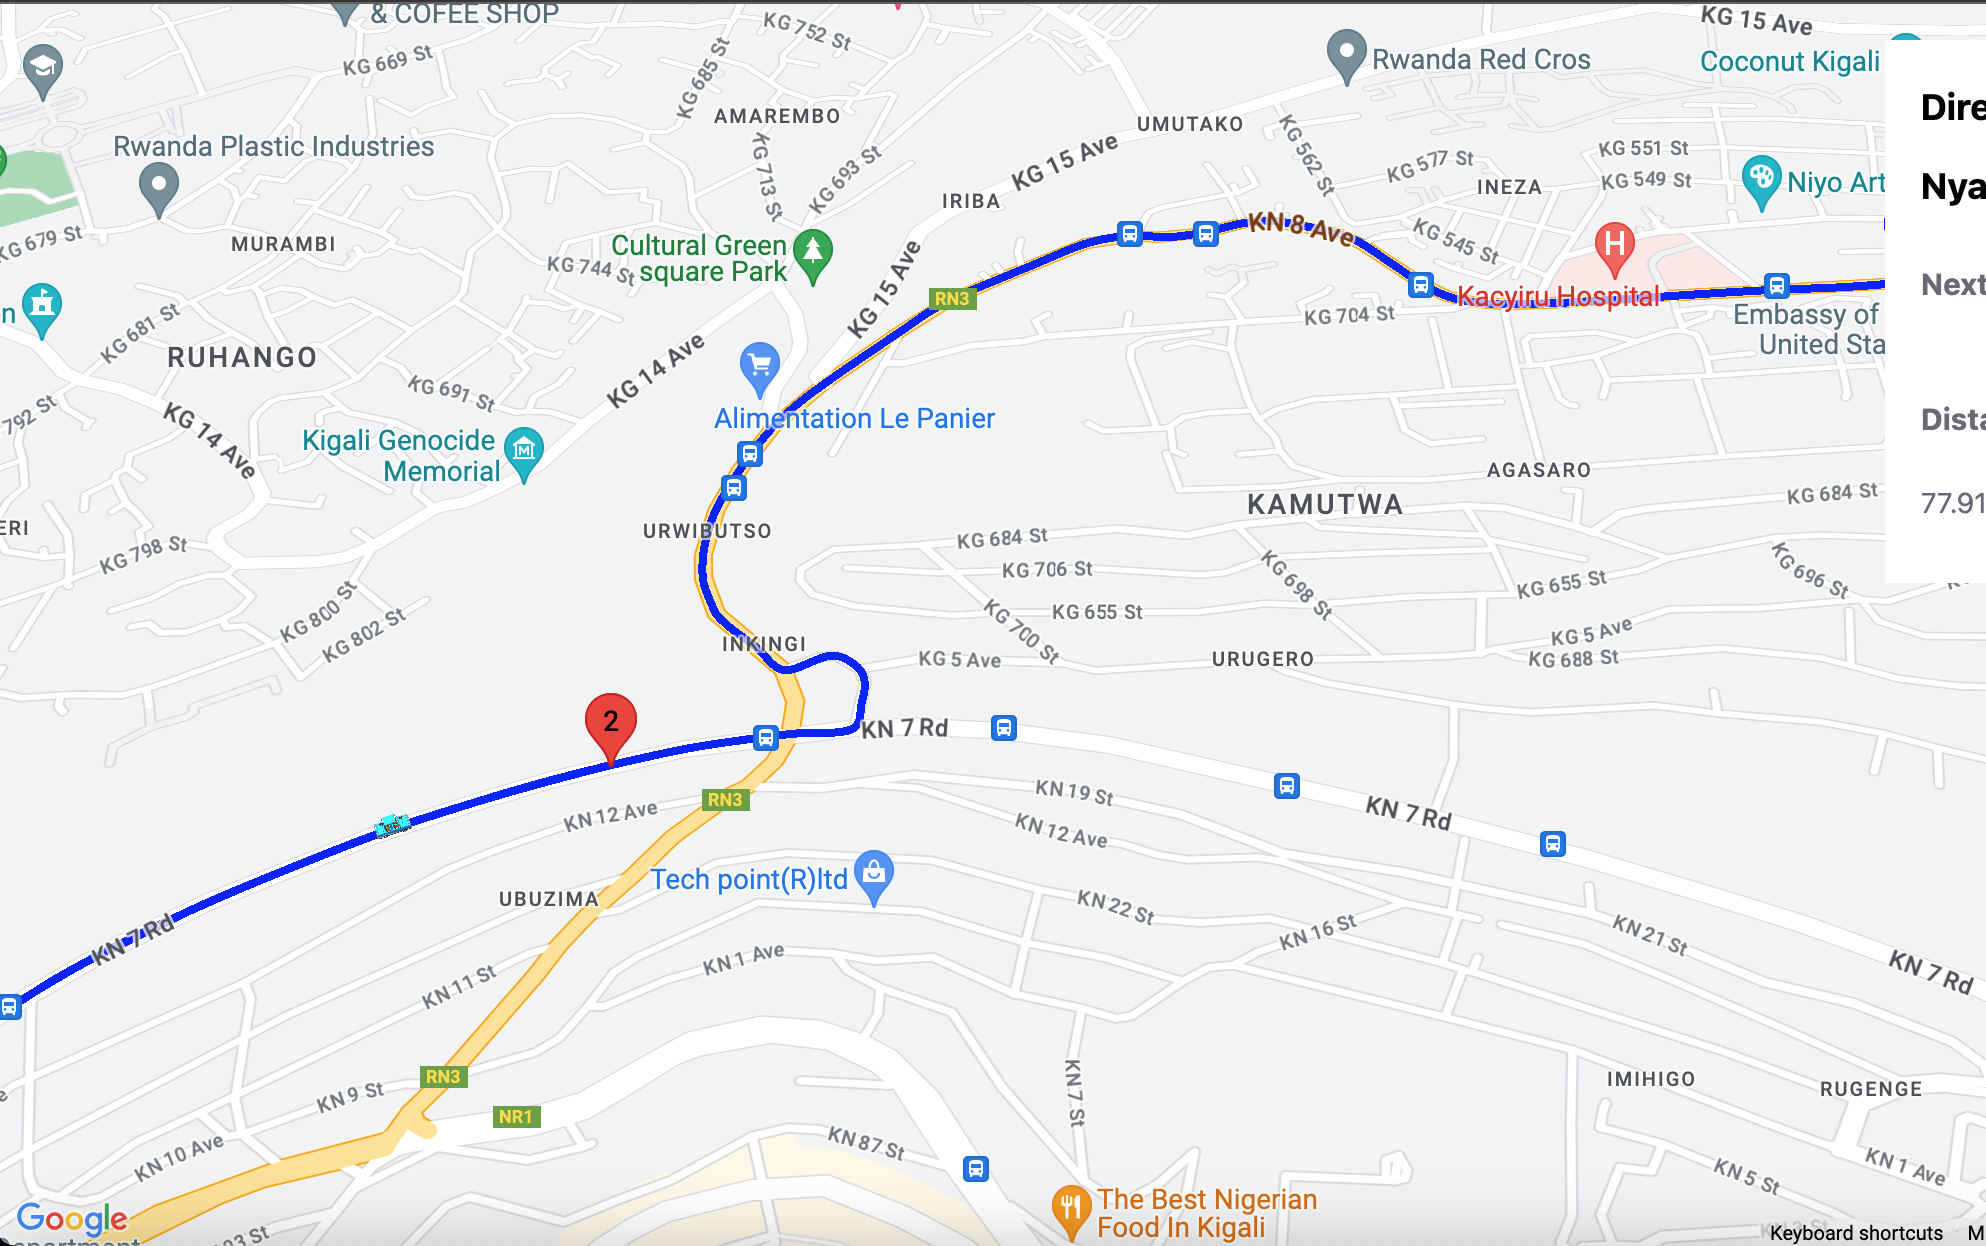 & COFEE SHOP
KG 752 St
KG 15 Ave
KG 669 St
KG 685 St
Rwanda Red Cros
Coconut Kigali
AMAREMBO
UMUTAKO
Dire
Rwanda Plastic Industries
KG 713 St
KG 693 St
KG 15 Ave
KG 562 St
KG 577 St
KG 551 St
KG 549 St
INEZA
Niyo Art
Nya
IRIBA
KG 679 St
MURAMBI
Cultural Green
square Park
KG 744 St
KG 15 Ave
KN 8 Ave
KG 545 St
H
Next
RN3
Kacyiru Hospital
n
KG 681 St
KG 704 St
Embassy of
United Sta
RUHANGO
KG 14 Ave
KG 691 St
792 St
KG 14 Ave
Alimentation Le Panier
Dista
Kigali Genocide
Memorial
AGASARO
KAMUTWA
KG 684 St
77.91
ERI
URWIBUTSO
KG 684 St
KG 798 St
KG 706 St
KG 698 St
KG 655 St
KG 696 St
KG 800 St
KG 802 St
KG 655 St
KG 700 St
INKINGI
KG 5 Ave
KG 5 Ave
KG 688 St
URUGERO
2
KN 7 Rd
RN3
KN 12 Ave
KN 19 St
KN 12 Ave
KN 7 Rd
Tech point(R)ltd
UBUZIMA
KN 22 St
KN 16 St
KN 21 St
KN 7 Rd
KN 1 Ave
KN 11 St
KN 7 Rd
RN3
KN 9 St
NR1
KN 7 St
IMIHIGO
RUGENGE
KN 10 Ave
KN 87 St
KN 5 St
KN 1 Ave
The Best Nigerian
Food In Kigali
Google
epartment
03 St
Keyboard shortcuts
M